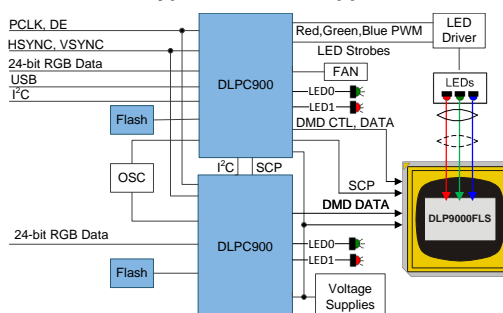 PCLK, DE
HSYNC, VSYNC
24-bit RGB Data
USB
I²C
Flash
OSC
DLPC900
Red,Green,Blue PWM
LED Strobes
FAN
LED0
LED1
DMD CTL, DATA
LED
Driver
LEDs
I²C
SCP
SCP
DMD DATA
DLP9000FLS
24-bit RGB Data
Flash
DLPC900
LED0
LED1
Voltage
Supplies